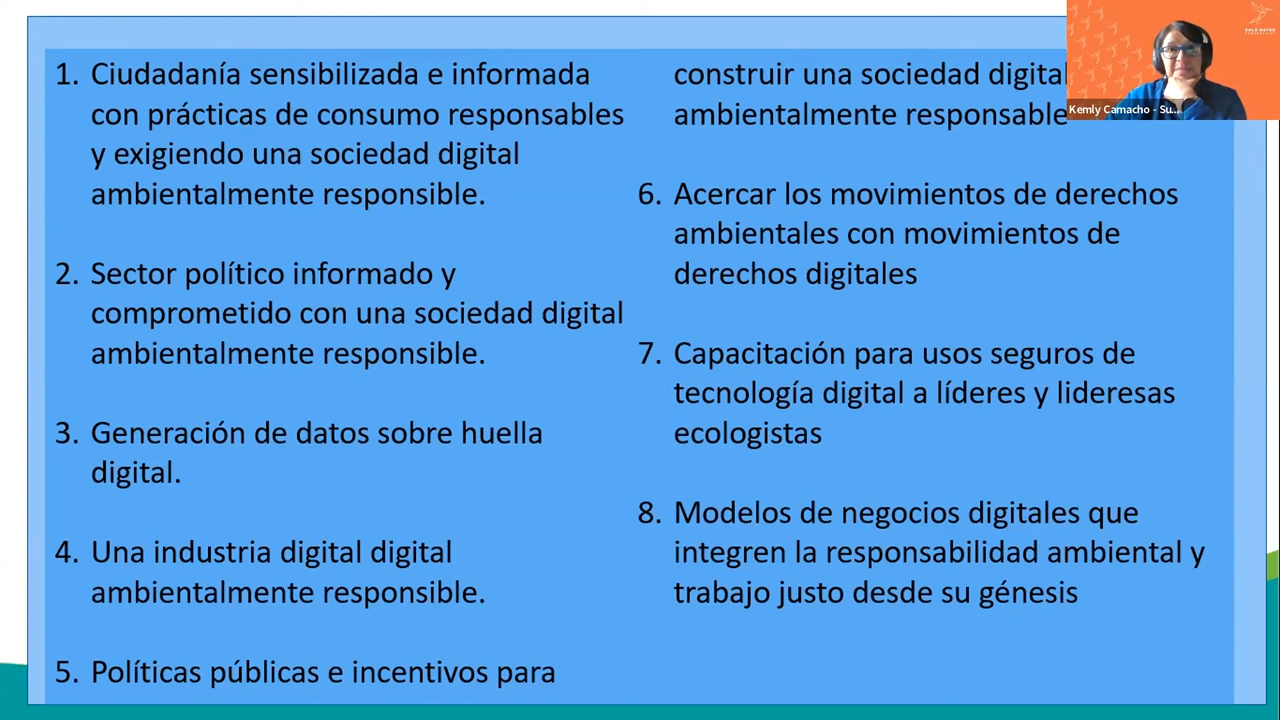 1. Ciudadanía sensibilizada e informada
con prácticas de consumo responsables
y exigiendo una sociedad digital
ambientalmente responsible.
2. Sector político informado y
comprometido con una sociedad digital
ambientalmente responsible.
3. Generación de datos sobre huella
digital.
4. Una industria digital digital
ambientalmente responsible.
5. Políticas públicas e incentivos para
construir una sociedad digital
ambientalmente responsable
6. Acercar los movimientos de derechos
ambientales con movimientos de
derechos digitales
7. Capacitación para usos seguros de
tecnología digital a líderes y lideresas
ecologistas
8. Modelos de negocios digitales que
integren la responsabilidad ambiental y
trabajo justo desde su génesis
Kemly Camacho - Su...
SULÁ BATSÚ